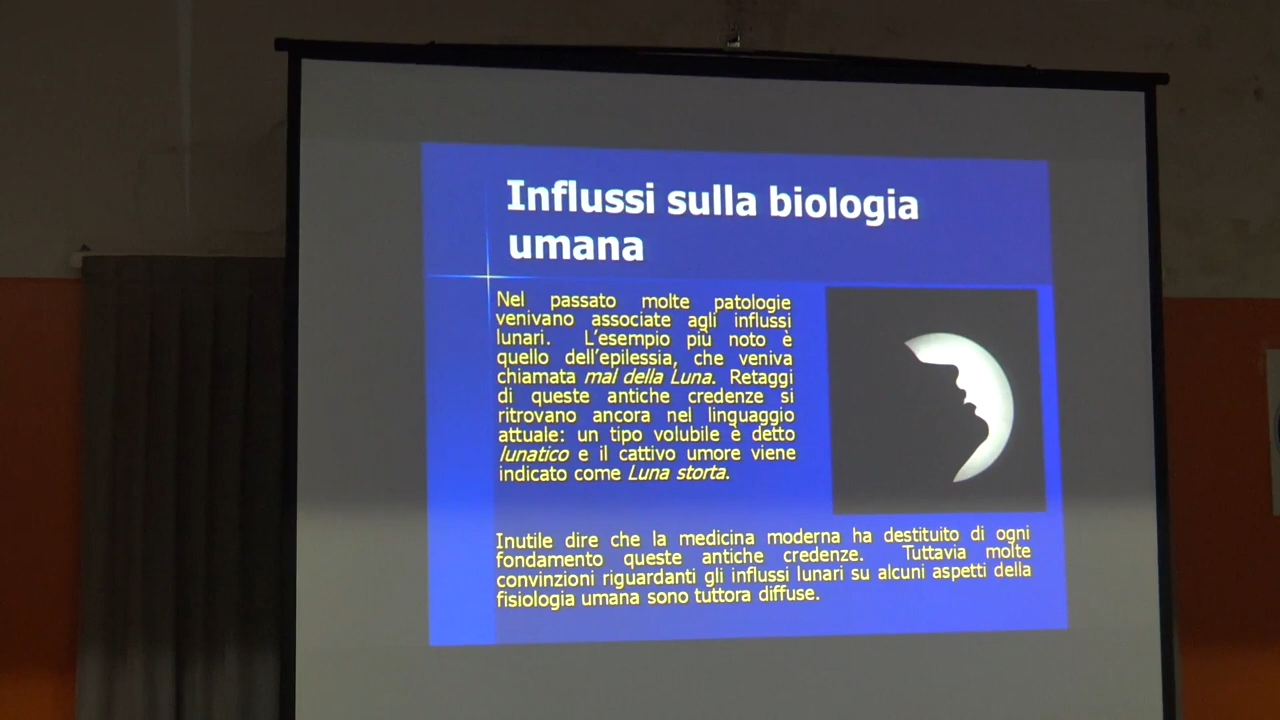 Influssi sulla biologia
umana
Nel passato molte patologie
venivano associate agli influssi
lunari. L'esempio più noto è
quello dell'epilessia, che veniva
chiamata mal della Luna. Retaggi
di queste antiche credenze si
ritrovano ancora nel linguaggio
attuale: un tipo volubile è detto
lunatico e il cattivo umore viene
indicato come Luna storta.
Inutile dire che la medicina moderna ha destituito di ogni
fondamento queste antiche credenze. Tuttavia molte
convinzioni riguardanti gli influssi lunari su alcuni aspetti della
fisiologia umana sono tuttora diffuse.